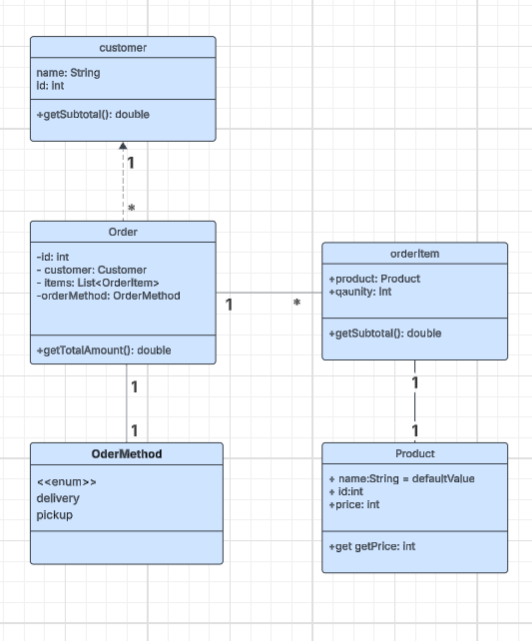 customer
name: String
id: int
+getSubtotal(): double
1
*
Order
-id: int
- customer: Customer
- items: List<OrderItem>
-orderMethod: OrderMethod
+getTotalAmount(): double
1
*
orderItem
+product: Product
+qaunity: Int
+getSubtotal(): double
1
1
OderMethod
<<enum>>
delivery
pickup
1
1
Product
+ name:String = defaultValue
+ id:int
+price: int
+get getPrice: int